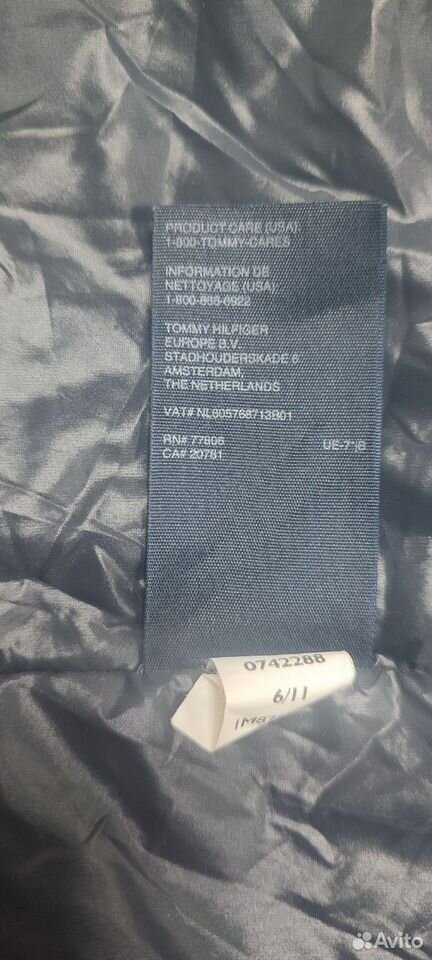 PRODUCT CARE (USA):
1-800-TOMMY-CARES
INFORMATION DE
NETTOYAGE (USA):
1-800-866-6922
TOMMY HILFIGER
EUROPE B.V.
STADHOUDERSKADE 6
AMSTERDAM,
THE NETHERLANDS
VAT# NL805768713B01
RN# 77806
CA# 20781
0742288
6/11
Avito